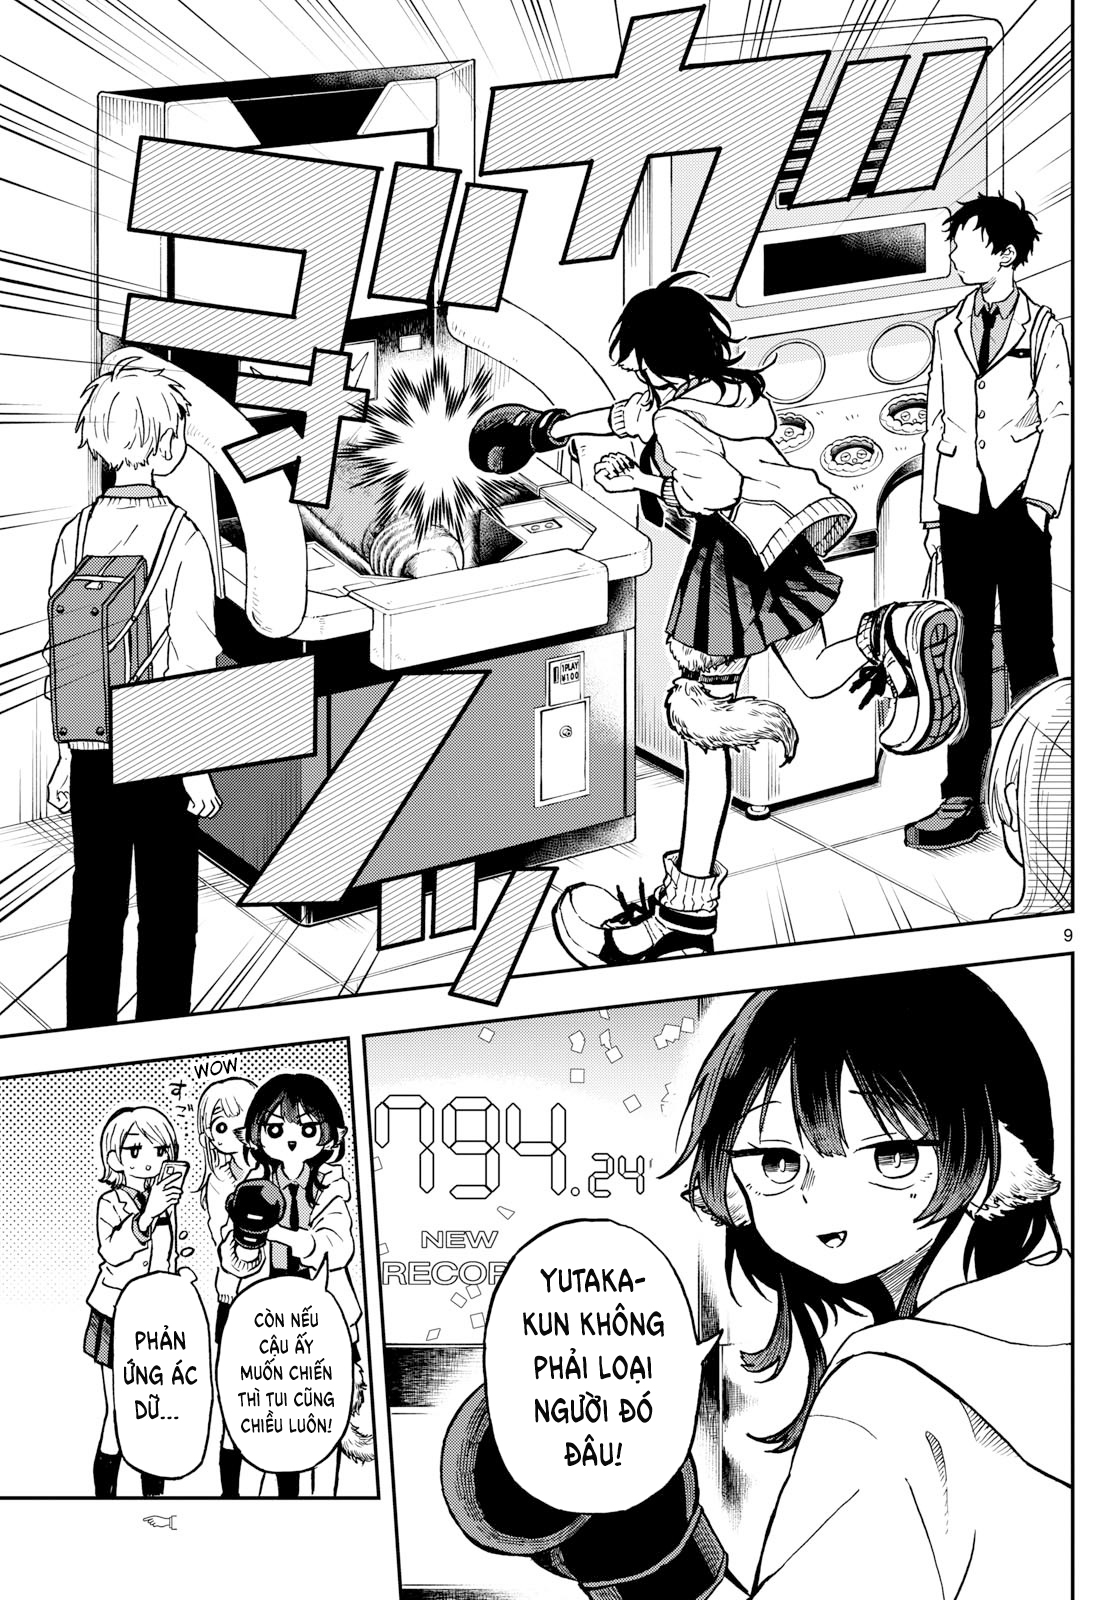 ガゴーンッ
1PLAY
¥100
9
794.24
NEW
RECOR
YUTAKA-
KUN KHÔNG
PHẢI LOẠI
NGƯỜI ĐÓ
ĐÂU!
WOW
すご
CÒN NẾU
CẬU ẤY
MUỐN CHIẾN
THÌ TUI CŨNG
CHIỀU LUÔN!
PHẢN
ỨNG ÁC
DỮ...